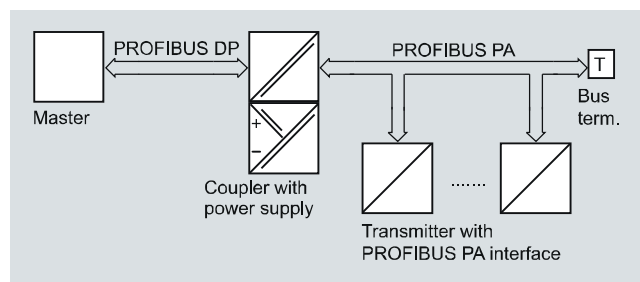 PROFIBUS DP
PROFIBUS PA
T
Master
Bus
term.
+
–
Coupler with
power supply
.......
Transmitter with
PROFIBUS PA interface